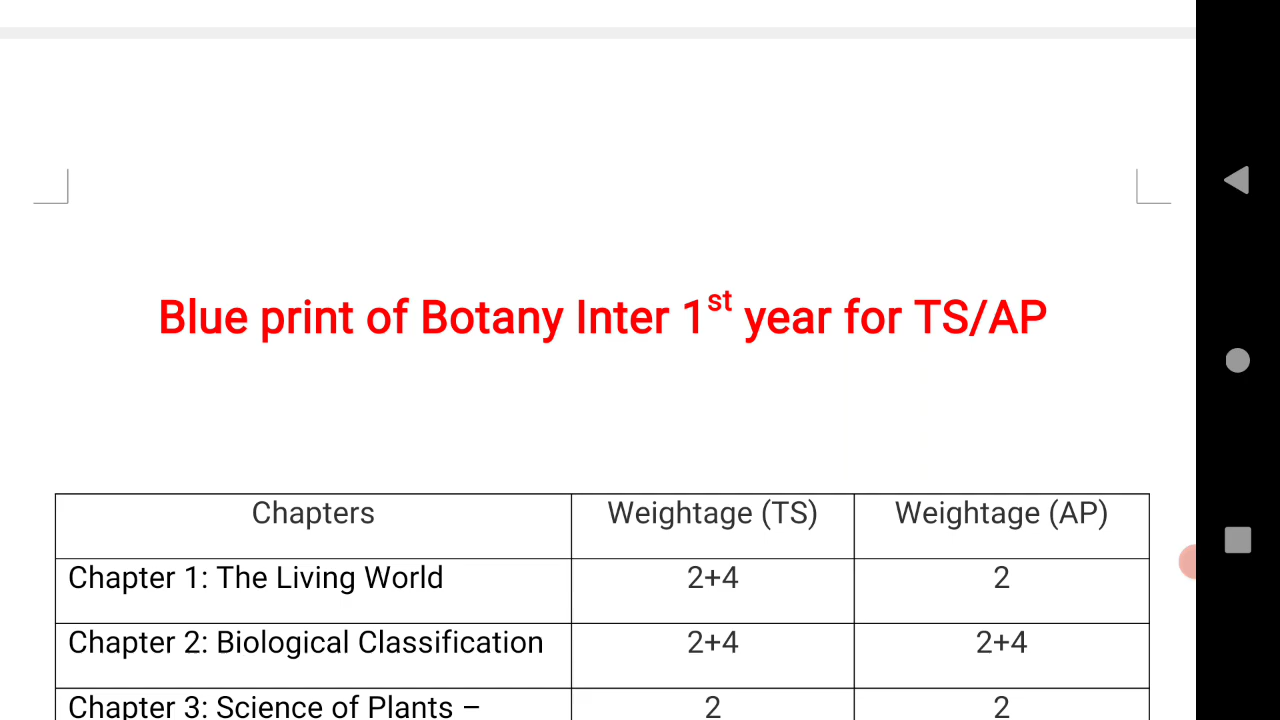 Blue print of Botany Inter 1st year for TS/AP
Chapters Weightage (TS) Weightage (AP)
Chapter 1: The Living World 2+4 2
Chapter 2: Biological Classification 2+4 2+4
Chapter 3: Science of Plants – 2 2